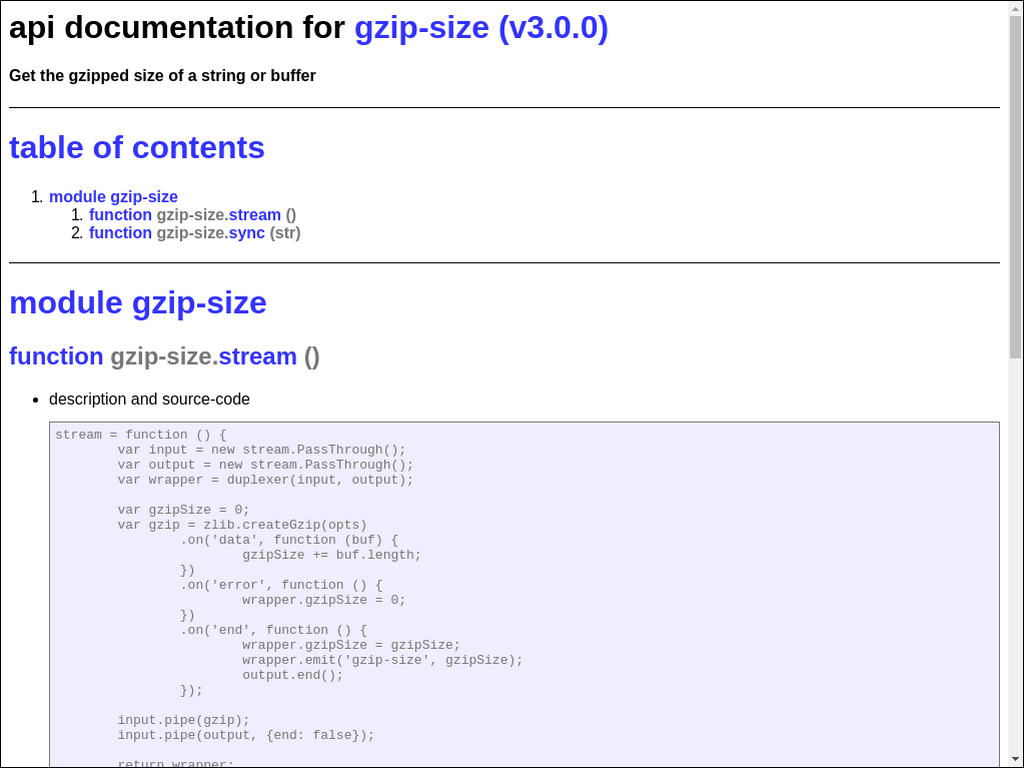 api documentation for gzip-size (v3.0.0)
Get the gzipped size of a string or buffer
table of contents
1. module gzip-size
1. function gzip-size.stream ()
2. function gzip-size.sync (str)
module gzip-size
function gzip-size.stream ()
• description and source-code
stream = function () {
var input = new stream.PassThrough();
var output = new stream.PassThrough();
var wrapper = duplexer(input, output);
var gzipSize = 0;
var gzip = zlib.createGzip(opts)
.on('data', function (buf) {
gzipSize += buf.length;
})
.on('error', function () {
wrapper.gzipSize = 0;
})
.on('end', function () {
wrapper.gzipSize = gzipSize;
wrapper.emit('gzip-size', gzipSize);
output.end();
});
input.pipe(gzip);
input.pipe(output, {end: false});
return wrapper;